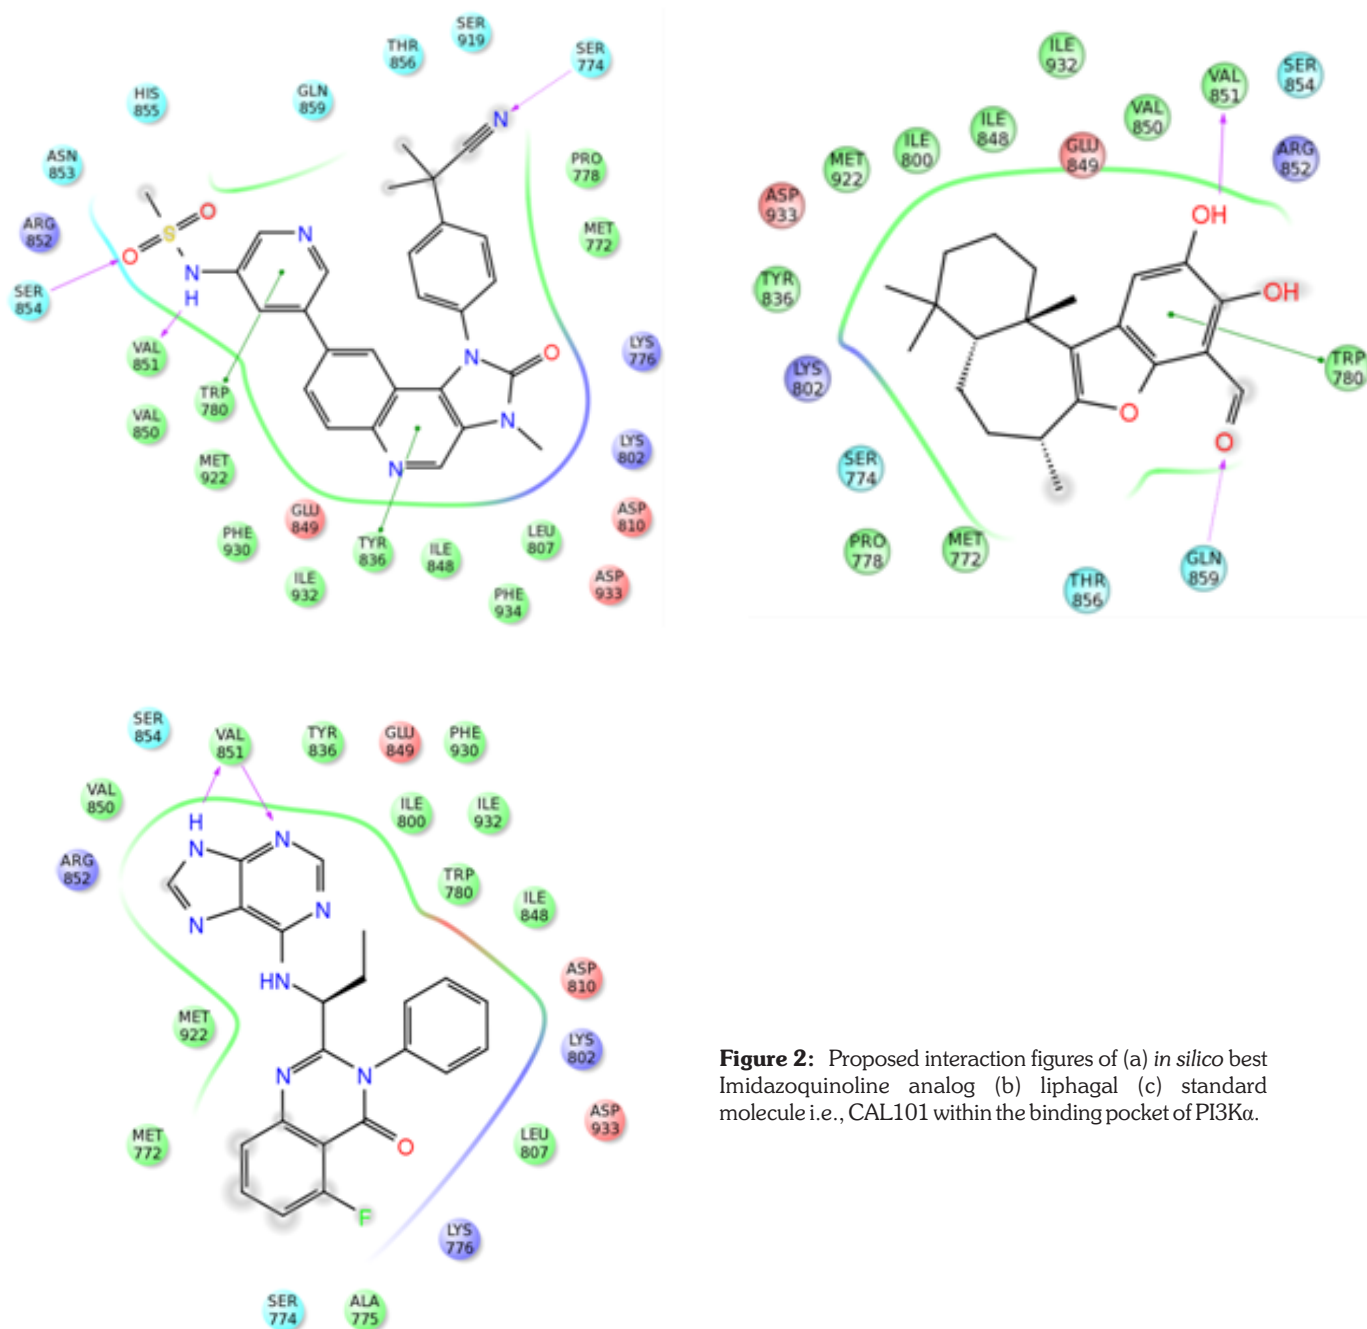 SER
919
THR
856
SER
774
HIS
855
GLN
859
N
ASN
853
PRO
778
ARG
852
O
S
O
N
MET
772
SER
854
N
H
VAL
851
N
O
LYS
776
TRP
780
VAL
850
N
LYS
802
MET
922
N
GLU
849
ASP
810
PHE
930
TYR
836
ILE
848
LEU
807
ILE
932
ASP
933
PHE
934
ILE
932
SER
854
VAL
851
VAL
850
ILE
848
ILE
800
GLU
849
ARG
852
MET
922
ASP
933
OH
TYR
836
OH
LYS
802
TRP
780
O
O
SER
774
PRO
778
MET
772
GLN
859
THR
856
SER
854
VAL
851
TYR
836
GLU
849
PHE
930
VAL
850
ILE
800
ILE
932
H
N
N
ARG
852
TRP
780
ILE
848
N
N
HN
ASP
810
MET
922
LYS
802
N
N
ASP
933
O
MET
772
LEU
807
F
LYS
776
SER
774
ALA
775
Figure 2: Proposed interaction figures of (a) in silico best
Imidazoquinoline analog (b) liphagal (c) standard
molecule i.e., CAL101 within the binding pocket of PI3Kα.